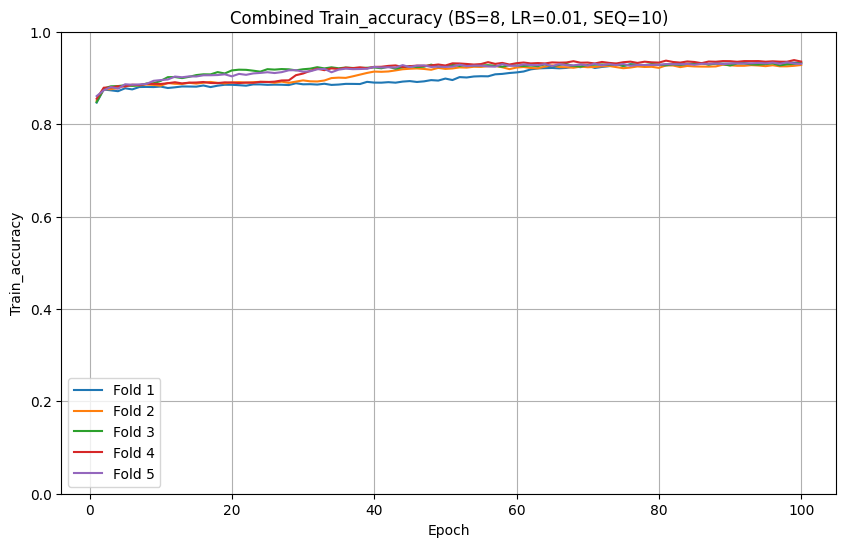 Combined Train_accuracy (BS=8, LR=0.01, SEQ=10)
Train_accuracy
1.0
0.8
0.6
0.4
0.2
0.0
Fold 1
Fold 2
Fold 3
Fold 4
Fold 5
0 20 40 60 80 100
Epoch